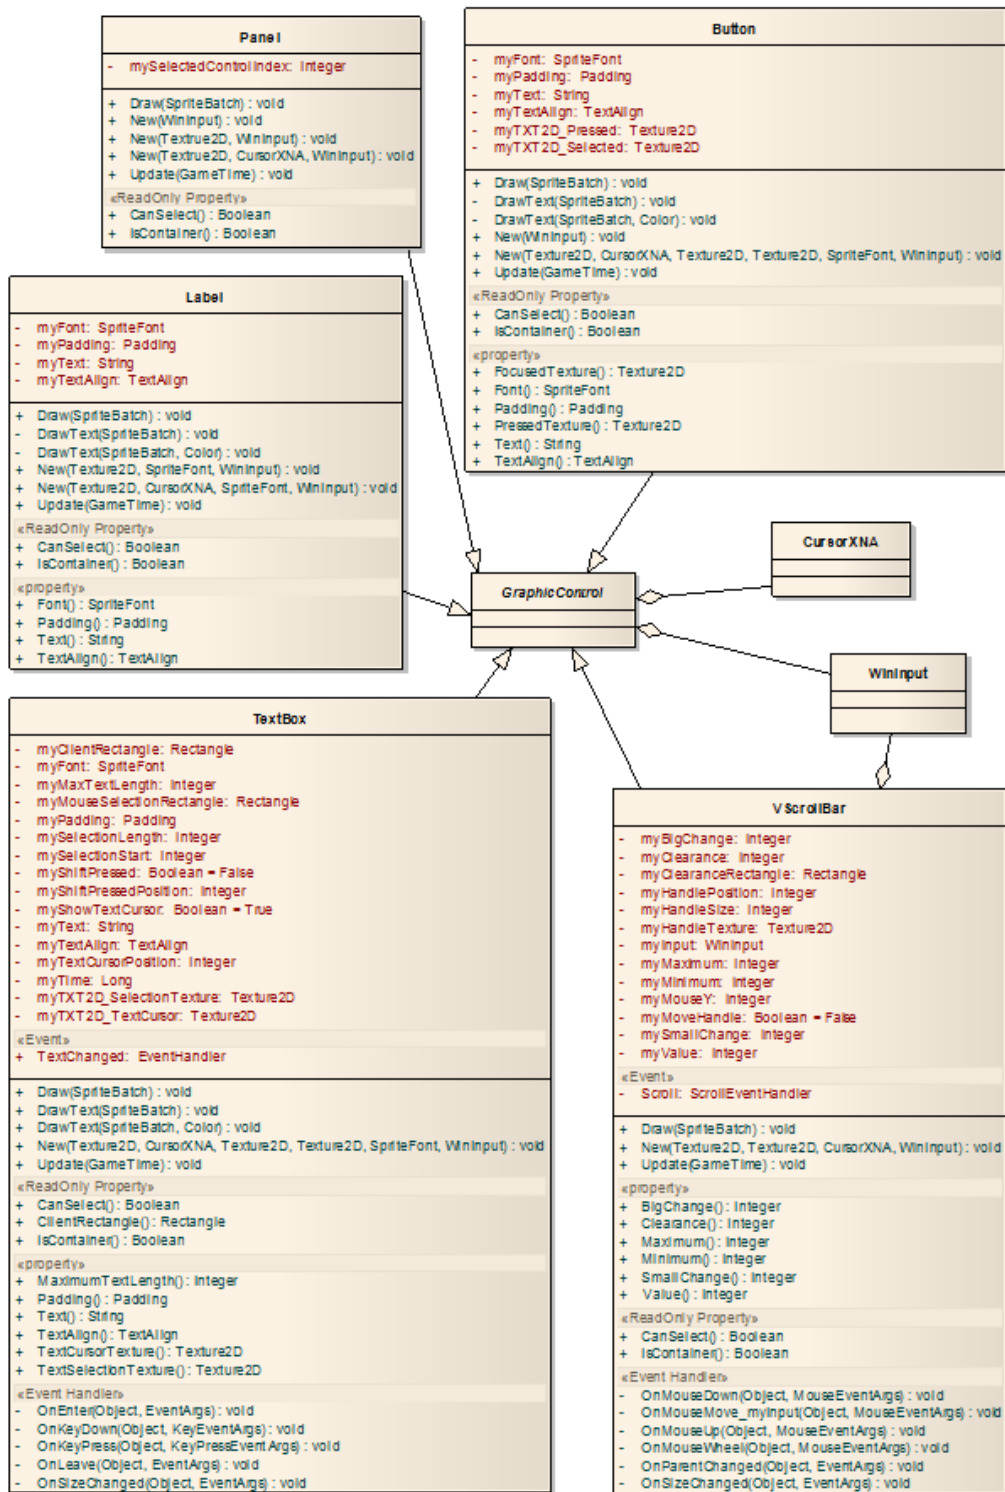 Panel
- mySelectedControlIndex: Integer
+ Draw(SpriteBatch) : void
+ New(WinInput) : void
+ New(Textrue2D, WinInput) : void
+ New(Textrue2D, CursorXNA, WinInput) : void
+ Update(GameTime) : void
«ReadOnly Property»
+ CanSelect() : Boolean
+ IsContainer() : Boolean
Button
- myFont: SpriteFont
- myPadding: Padding
- myText: String
- myTextAlign: TextAlign
- myTXT2D_Pressed: Texture2D
- myTXT2D_Selected: Texture2D
+ Draw(SpriteBatch) : void
- DrawText(SpriteBatch) : void
- DrawText(SpriteBatch, Color) : void
+ New(WinInput) : void
+ New(Texture2D, CursorXNA, Texture2D, Texture2D, SpriteFont, WinInput) : void
+ Update(GameTime) : void
«ReadOnly Property»
+ CanSelect() : Boolean
+ IsContainer() : Boolean
«property»
+ FocusedTexture() : Texture2D
+ Font() : SpriteFont
+ Padding() : Padding
+ PressedTexture() : Texture2D
+ Text() : String
+ TextAlign() : TextAlign
Label
- myFont: SpriteFont
- myPadding: Padding
- myText: String
- myTextAlign: TextAlign
+ Draw(SpriteBatch) : void
- DrawText(SpriteBatch) : void
- DrawText(SpriteBatch, Color) : void
+ New(Texture2D, SpriteFont, WinInput) : void
+ New(Texture2D, CursorXNA, SpriteFont, WinInput) : void
+ Update(GameTime) : void
«ReadOnly Property»
+ CanSelect() : Boolean
+ IsContainer() : Boolean
«property»
+ Font() : SpriteFont
+ Padding() : Padding
+ Text() : String
+ TextAlign() : TextAlign
CursorXNA
GraphicControl
WinInput
TextBox
- myClientRectangle: Rectangle
- myFont: SpriteFont
- myMaxTextLength: Integer
- myMouseSelectionRectangle: Rectangle
- myPadding: Padding
- mySelectionLength: Integer
- mySelectionStart: Integer
- myShiftPressed: Boolean = False
- myShiftPressedPosition: Integer
- myShowTextCursor: Boolean = True
- myText: String
- myTextAlign: TextAlign
- myTextCursorPosition: Integer
- myTime: Long
- myTXT2D_SelectionTexture: Texture2D
- myTXT2D_TextCursor: Texture2D
«Event»
+ TextChanged: EventHandler
+ Draw(SpriteBatch) : void
+ DrawText(SpriteBatch) : void
+ DrawText(SpriteBatch, Color) : void
+ New(Texture2D, CursorXNA, Texture2D, Texture2D, SpriteFont, WinInput) : void
+ Update(GameTime) : void
«ReadOnly Property»
+ CanSelect() : Boolean
+ ClientRectangle() : Rectangle
+ IsContainer() : Boolean
«property»
+ MaximumTextLength() : Integer
+ Padding() : Padding
+ Text() : String
+ TextAlign() : TextAlign
+ TextCursorTexture() : Texture2D
+ TextSelectionTexture() : Texture2D
«Event Handler»
- OnEnter(Object, EventArgs) : void
- OnKeyDown(Object, KeyEventArgs) : void
- OnKeyPress(Object, KeyPressEventArgs) : void
- OnLeave(Object, EventArgs) : void
- OnSizeChanged(Object, EventArgs) : void
VScrollBar
- myBigChange: Integer
- myClearance: Integer
- myClearanceRectangle: Rectangle
- myHandlePosition: Integer
- myHandleSize: Integer
- myHandleTexture: Texture2D
- myInput: WinInput
- myMaximum: Integer
- myMinimum: Integer
- myMouseY: Integer
- myMoveHandle: Boolean = False
- mySmallChange: Integer
- myValue: Integer
«Event»
- Scroll: ScrollEventHandler
+ Draw(SpriteBatch) : void
+ New(Texture2D, Texture2D, CursorXNA, WinInput) : void
+ Update(GameTime) : void
«property»
+ BigChange() : Integer
+ Clearance() : Integer
+ Maximum() : Integer
+ Minimum() : Integer
+ SmallChange() : Integer
+ Value() : Integer
«ReadOnly Property»
+ CanSelect() : Boolean
+ IsContainer() : Boolean
«Event Handler»
- OnMouseDown(Object, MouseEventArgs) : void
- OnMouseMove_myInput(Object, MouseEventArgs) : void
- OnMouseUp(Object, MouseEventArgs) : void
- OnMouseWheel(Object, MouseEventArgs) : void
- OnParentChanged(Object, EventArgs) : void
- OnSizeChanged(Object, EventArgs) : void